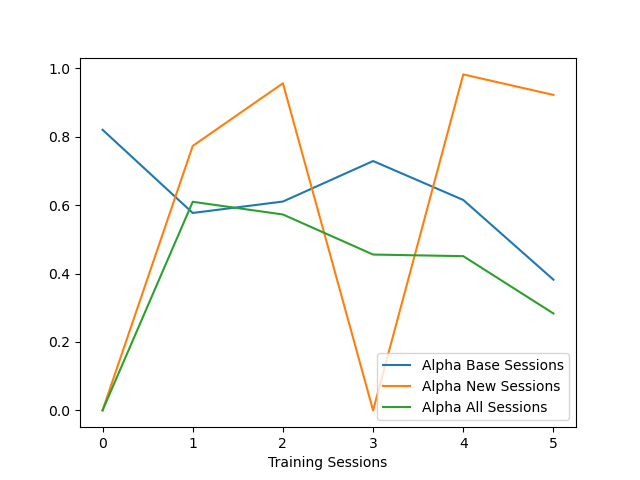 1.0
0.8
0.6
0.4
0.2
0.0
Alpha Base Sessions
Alpha New Sessions
Alpha All Sessions
0 1 2 3 4 5
Training Sessions